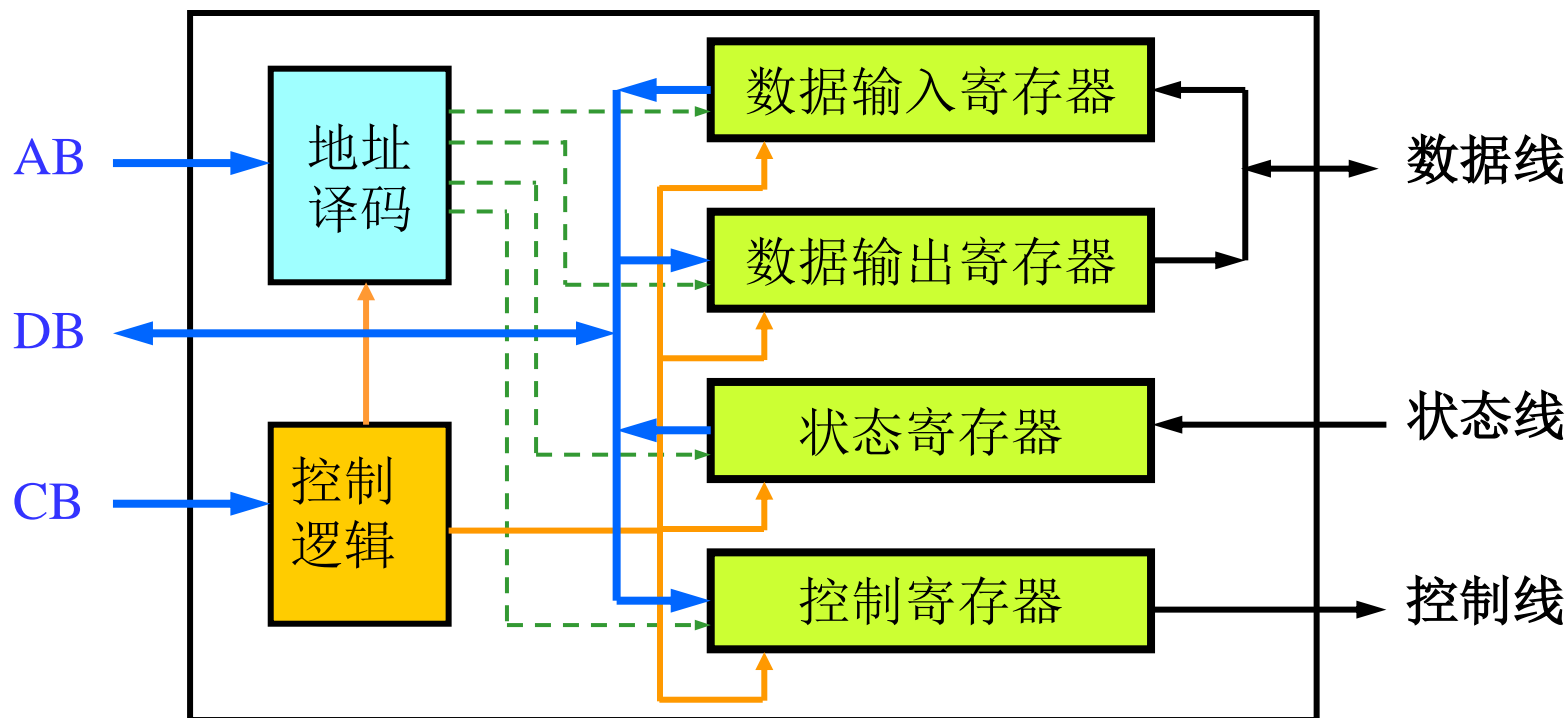 AB
DB
CB
地址
译码
控制
逻辑
数据输入寄存器
数据输出寄存器
状态寄存器
控制寄存器
数据线
状态线
控制线